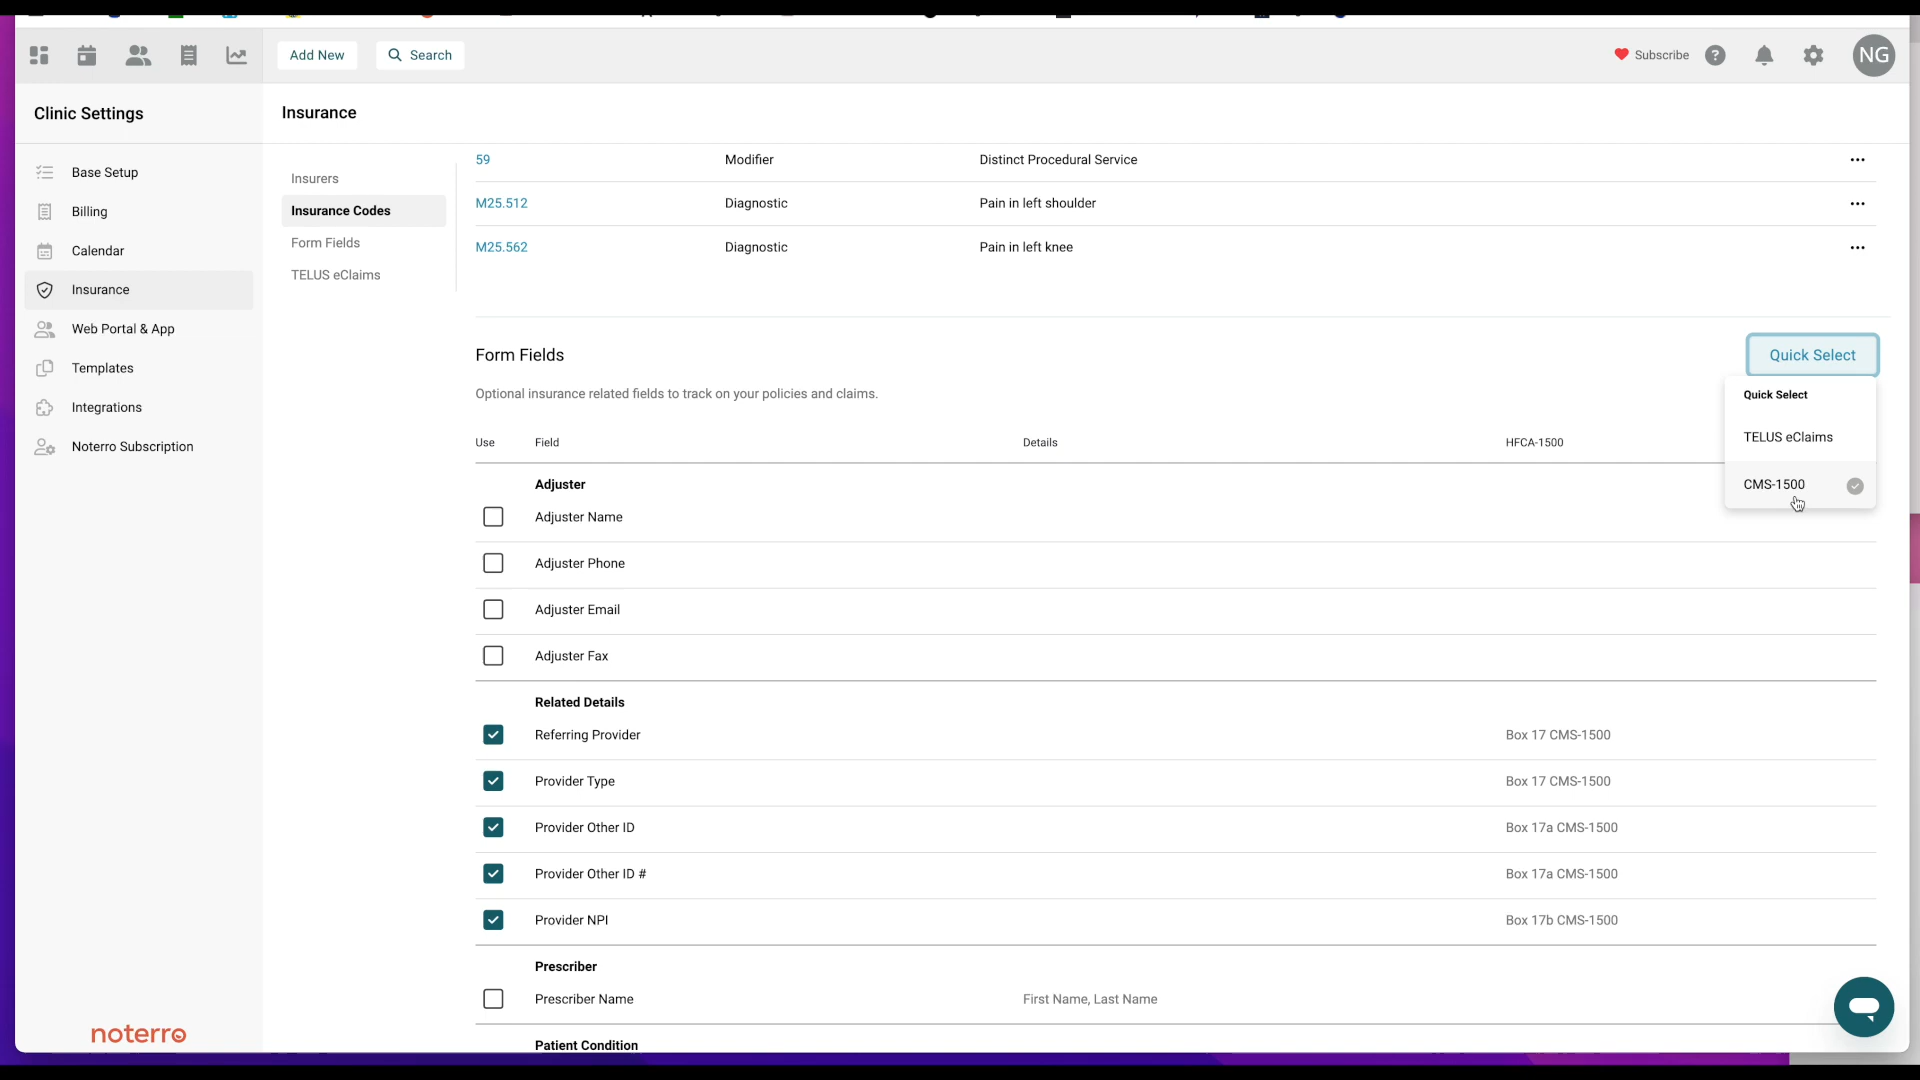 Add New
Search
Subscribe
?
NG
Clinic Settings
Insurance
Base Setup
Billing
Calendar
Insurance
Web Portal & App
Templates
Integrations
Noterro Subscription
noterro
Insurers
Insurance Codes
Form Fields
TELUS eClaims
59 Modifier Distinct Procedural Service
M25.512 Diagnostic Pain in left shoulder
M25.562 Diagnostic Pain in left knee
Form Fields
Quick Select
Optional insurance related fields to track on your policies and claims.
Quick Select
TELUS eClaims
CMS-1500
Use Field Details HFCA-1500
Adjuster
Adjuster Name
Adjuster Phone
Adjuster Email
Adjuster Fax
Related Details
Referring Provider Box 17 CMS-1500
Provider Type Box 17 CMS-1500
Provider Other ID Box 17a CMS-1500
Provider Other ID # Box 17a CMS-1500
Provider NPI Box 17b CMS-1500
Prescriber
Prescriber Name First Name, Last Name
Patient Condition